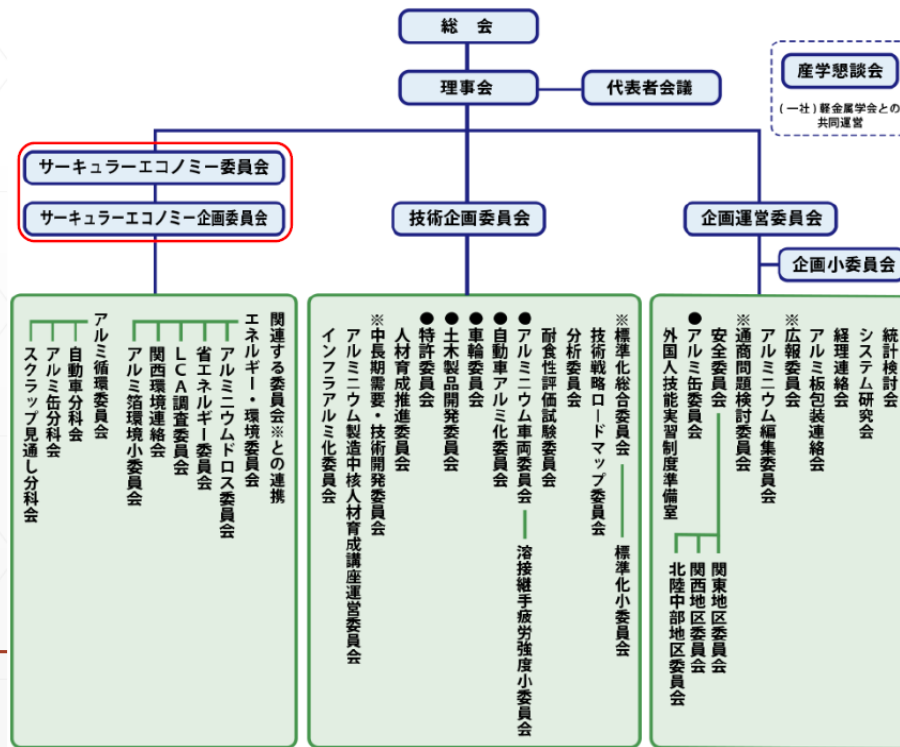 総　会
理事会
代表者会議
産学懇談会
(一社)軽金属学会との
共同運営
サーキュラーエコノミー委員会
サーキュラーエコノミー企画委員会
技術企画委員会
企画運営委員会
企画小委員会
関連する委員会※との連携
エネルギー・環境委員会
アルミニウムドロス委員会
省エネルギー委員会
LCA調査委員会
関西環境連絡会
アルミ箔環境小委員会
アルミ循環委員会
自動車分科会
アルミ缶分科会
スクラップ見通し分科会
※標準化総合委員会
標準化小委員会
技術戦略ロードマップ委員会
分析委員会
耐食性評価試験委員会
●アルミニウム車両委員会
溶接継手疲労強度小委員会
●自動車アルミ化委員会
●車輪委員会
●土木製品開発委員会
●特許委員会
人材育成推進委員会
※中長期需要・技術開発委員会
アルミニウム製造中核人材育成講座運営委員会
インフラアルミ化委員会
統計検討会
システム研究会
経理連絡会
アルミ板包装連絡会
※広報委員会
アルミニウム編集委員会
※通商問題検討委員会
安全委員会
関東地区委員会
関西地区委員会
北陸中部地区委員会
●アルミ缶委員会
外国人技能実習制度準備室